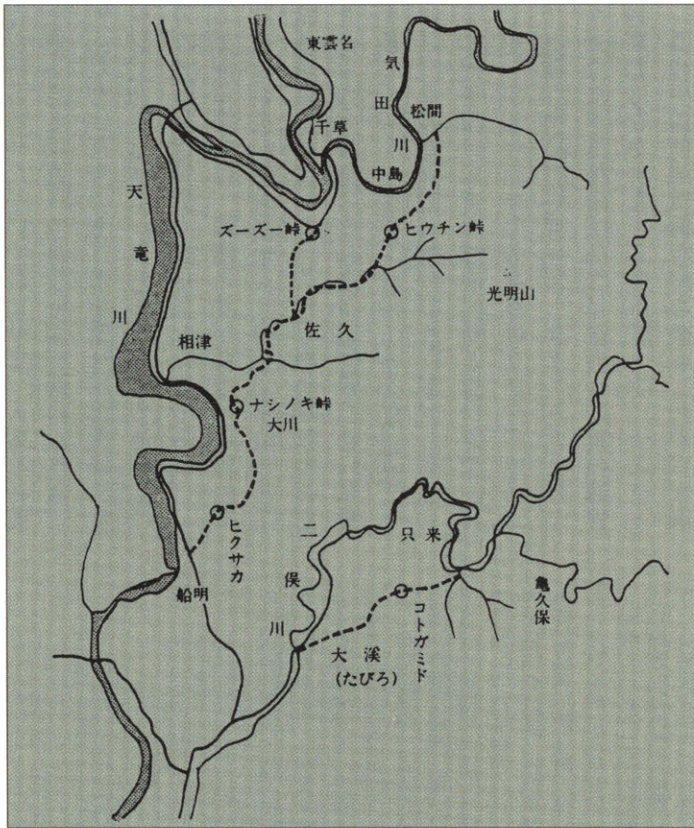 東雲名
気田川
千草
松間
中島
天竜川
ズーズー峠
ヒウチン峠
光明山
相津
佐久
ナシノキ峠
大川
ヒクサカ
二俣川
只来
船明
コトガミド
亀久保
大渓
(たびろ)